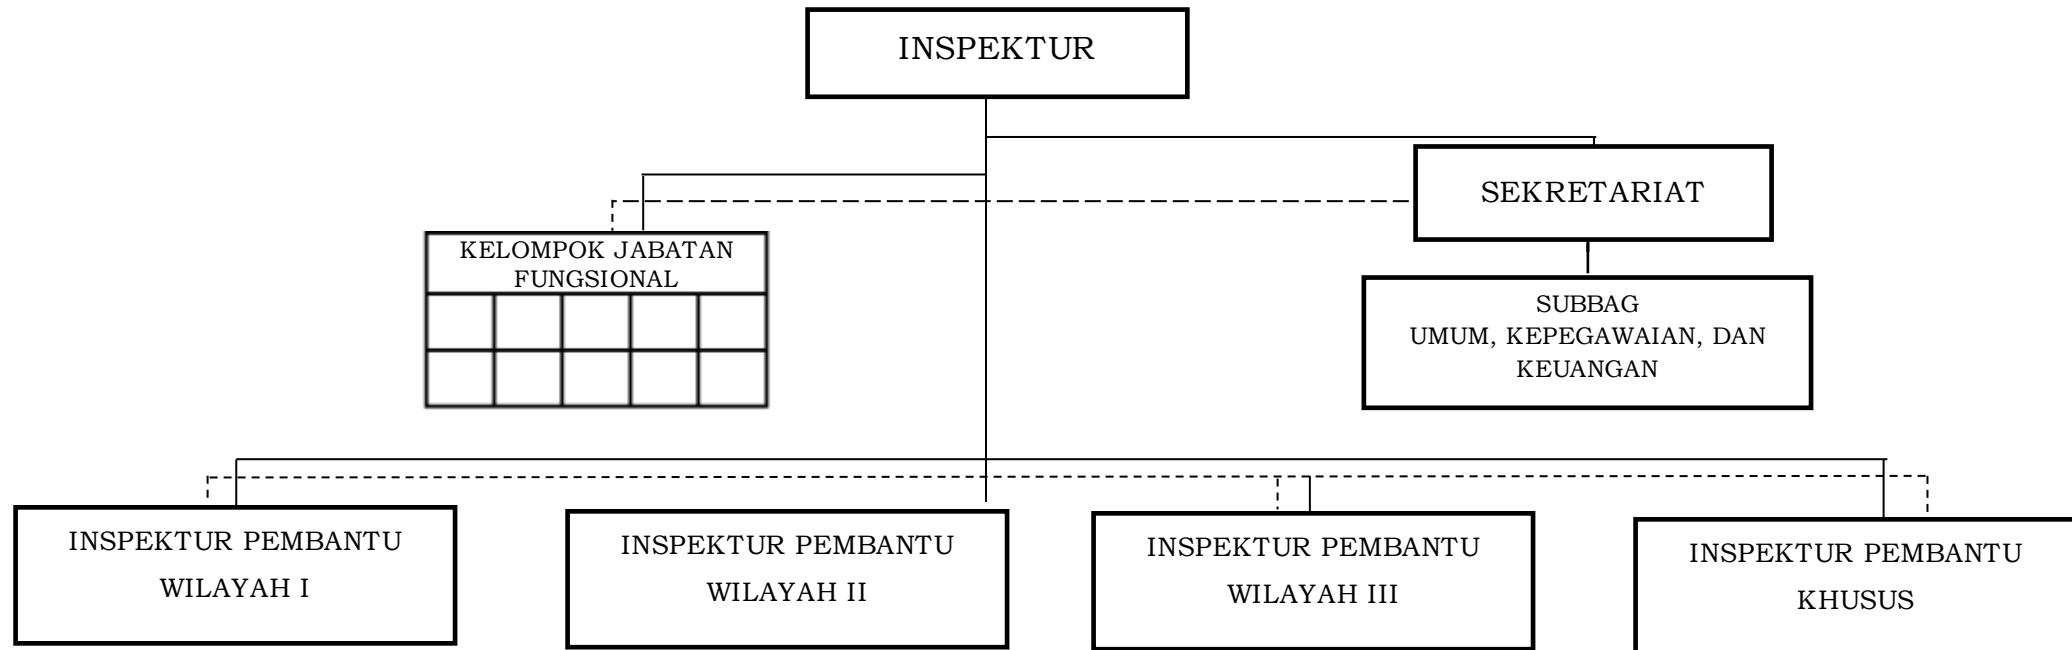 INSPEKTUR
SEKRETARIAT
KELOMPOK JABATAN
FUNGSIONAL
SUBBAG
UMUM, KEPEGAWAIAN, DAN
KEUANGAN
INSPEKTUR PEMBANTU
WILAYAH I
INSPEKTUR PEMBANTU
WILAYAH II
INSPEKTUR PEMBANTU
WILAYAH III
INSPEKTUR PEMBANTU
KHUSUS